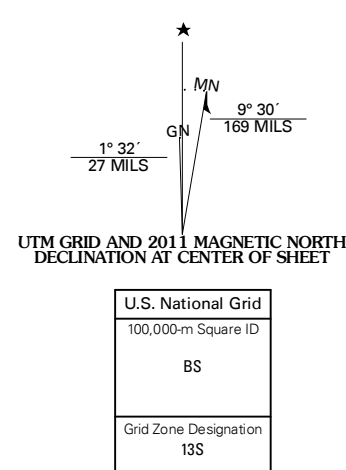 MN
GN
9° 30´
169 MILS
1° 32´
27 MILS
UTM GRID AND 2011 MAGNETIC NORTH
DECLINATION AT CENTER OF SHEET
U.S. National Grid
100,000-m Square ID
BS
Grid Zone Designation
13S